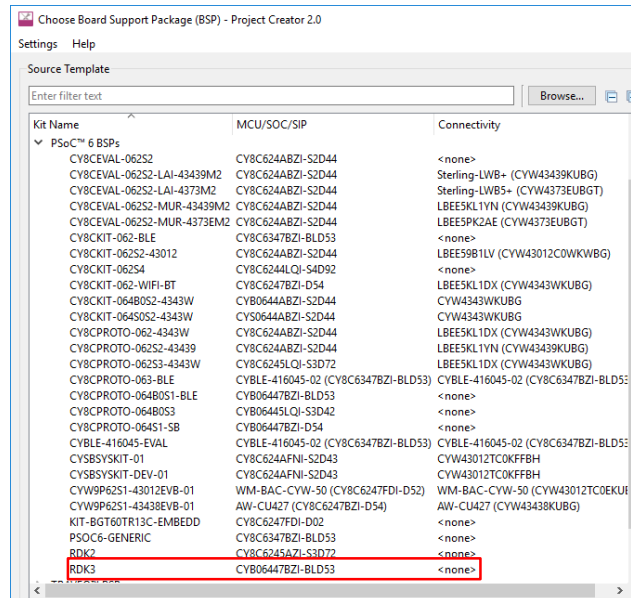 Choose Board Support Package (BSP) - Project Creator 2.0
Settings Help
Source Template
Enter filter text Browse...
Kit Name MCU/SOC/SIP Connectivity
PSoC™ 6 BSPs
CY8CEVAL-062S2 CY8C624ABZI-S2D44 <none>
CY8CEVAL-062S2-LAI-43439M2 CY8C624ABZI-S2D44 Sterling-LWB+ (CYW43439KUBG)
CY8CEVAL-062S2-LAI-4373M2 CY8C624ABZI-S2D44 Sterling-LWB5+ (CYW4373EUBGT)
CY8CEVAL-062S2-MUR-43439M2 CY8C624ABZI-S2D44 LBEE5KL1YN (CYW43439KUBG)
CY8CEVAL-062S2-MUR-4373EM2 CY8C624ABZI-S2D44 LBEE5PK2AE (CYW4373EUBGT)
CY8CKIT-062-BLE CY8C6347BZI-BLD53 <none>
CY8CKIT-062S2-43012 CY8C624ABZI-S2D44 LBEE59B1LV (CYW43012C0WKWBG)
CY8CKIT-062S4 CY8C6244LQI-S4D92 <none>
CY8CKIT-062-WIFI-BT CY8C6247BZI-D54 LBEE5KL1DX (CYW4343WKUBG)
CY8CKIT-064B0S2-4343W CYB0644ABZI-S2D44 CYW4343WKUBG
CY8CKIT-064S0S2-4343W CYS0644ABZI-S2D44 CYW4343WKUBG
CY8CPROTO-062-4343W CY8C624ABZI-S2D44 LBEE5KL1DX (CYW4343WKUBG)
CY8CPROTO-062S2-43439 CY8C624ABZI-S2D44 LBEE5KL1YN (CYW43439KUBG)
CY8CPROTO-062S3-4343W CY8C6245LQI-S3D72 LBEE5KL1DX (CYW4343WKUBG)
CY8CPROTO-063-BLE CYBLE-416045-02 (CY8C6347BZI-BLD53) CYBLE-416045-02 (CY8C6347BZI-BLD53
CY8CPROTO-064B0S1-BLE CYB06447BZI-BLD53 <none>
CY8CPROTO-064B0S3 CYB06445LQI-S3D42 <none>
CY8CPROTO-064S1-SB CYB06447BZI-D54 <none>
CYBLE-416045-EVAL CYBLE-416045-02 (CY8C6347BZI-BLD53) CYBLE-416045-02 (CY8C6347BZI-BLD53
CYSBSYSKIT-01 CY8C624AFNI-S2D43 CYW43012TC0KFFBH
CYSBSYSKIT-DEV-01 CY8C624AFNI-S2D43 CYW43012TC0KFFBH
CYW9P62S1-43012EVB-01 WM-BAC-CYW-50 (CY8C6247FDI-D52) WM-BAC-CYW-50 (CYW43012TC0EKUE
CYW9P62S1-43438EVB-01 AW-CU427 (CY8C6247BZI-D54) AW-CU427 (CYW43438KUBG)
KIT-BGT60TR13C-EMBEDD CY8C6247FDI-D02 <none>
PSOC6-GENERIC CY8C6347BZI-BLD53 <none>
RDK2 CY8C6245AZI-S3D72 <none>
RDK3 CYB06447BZI-BLD53 <none>